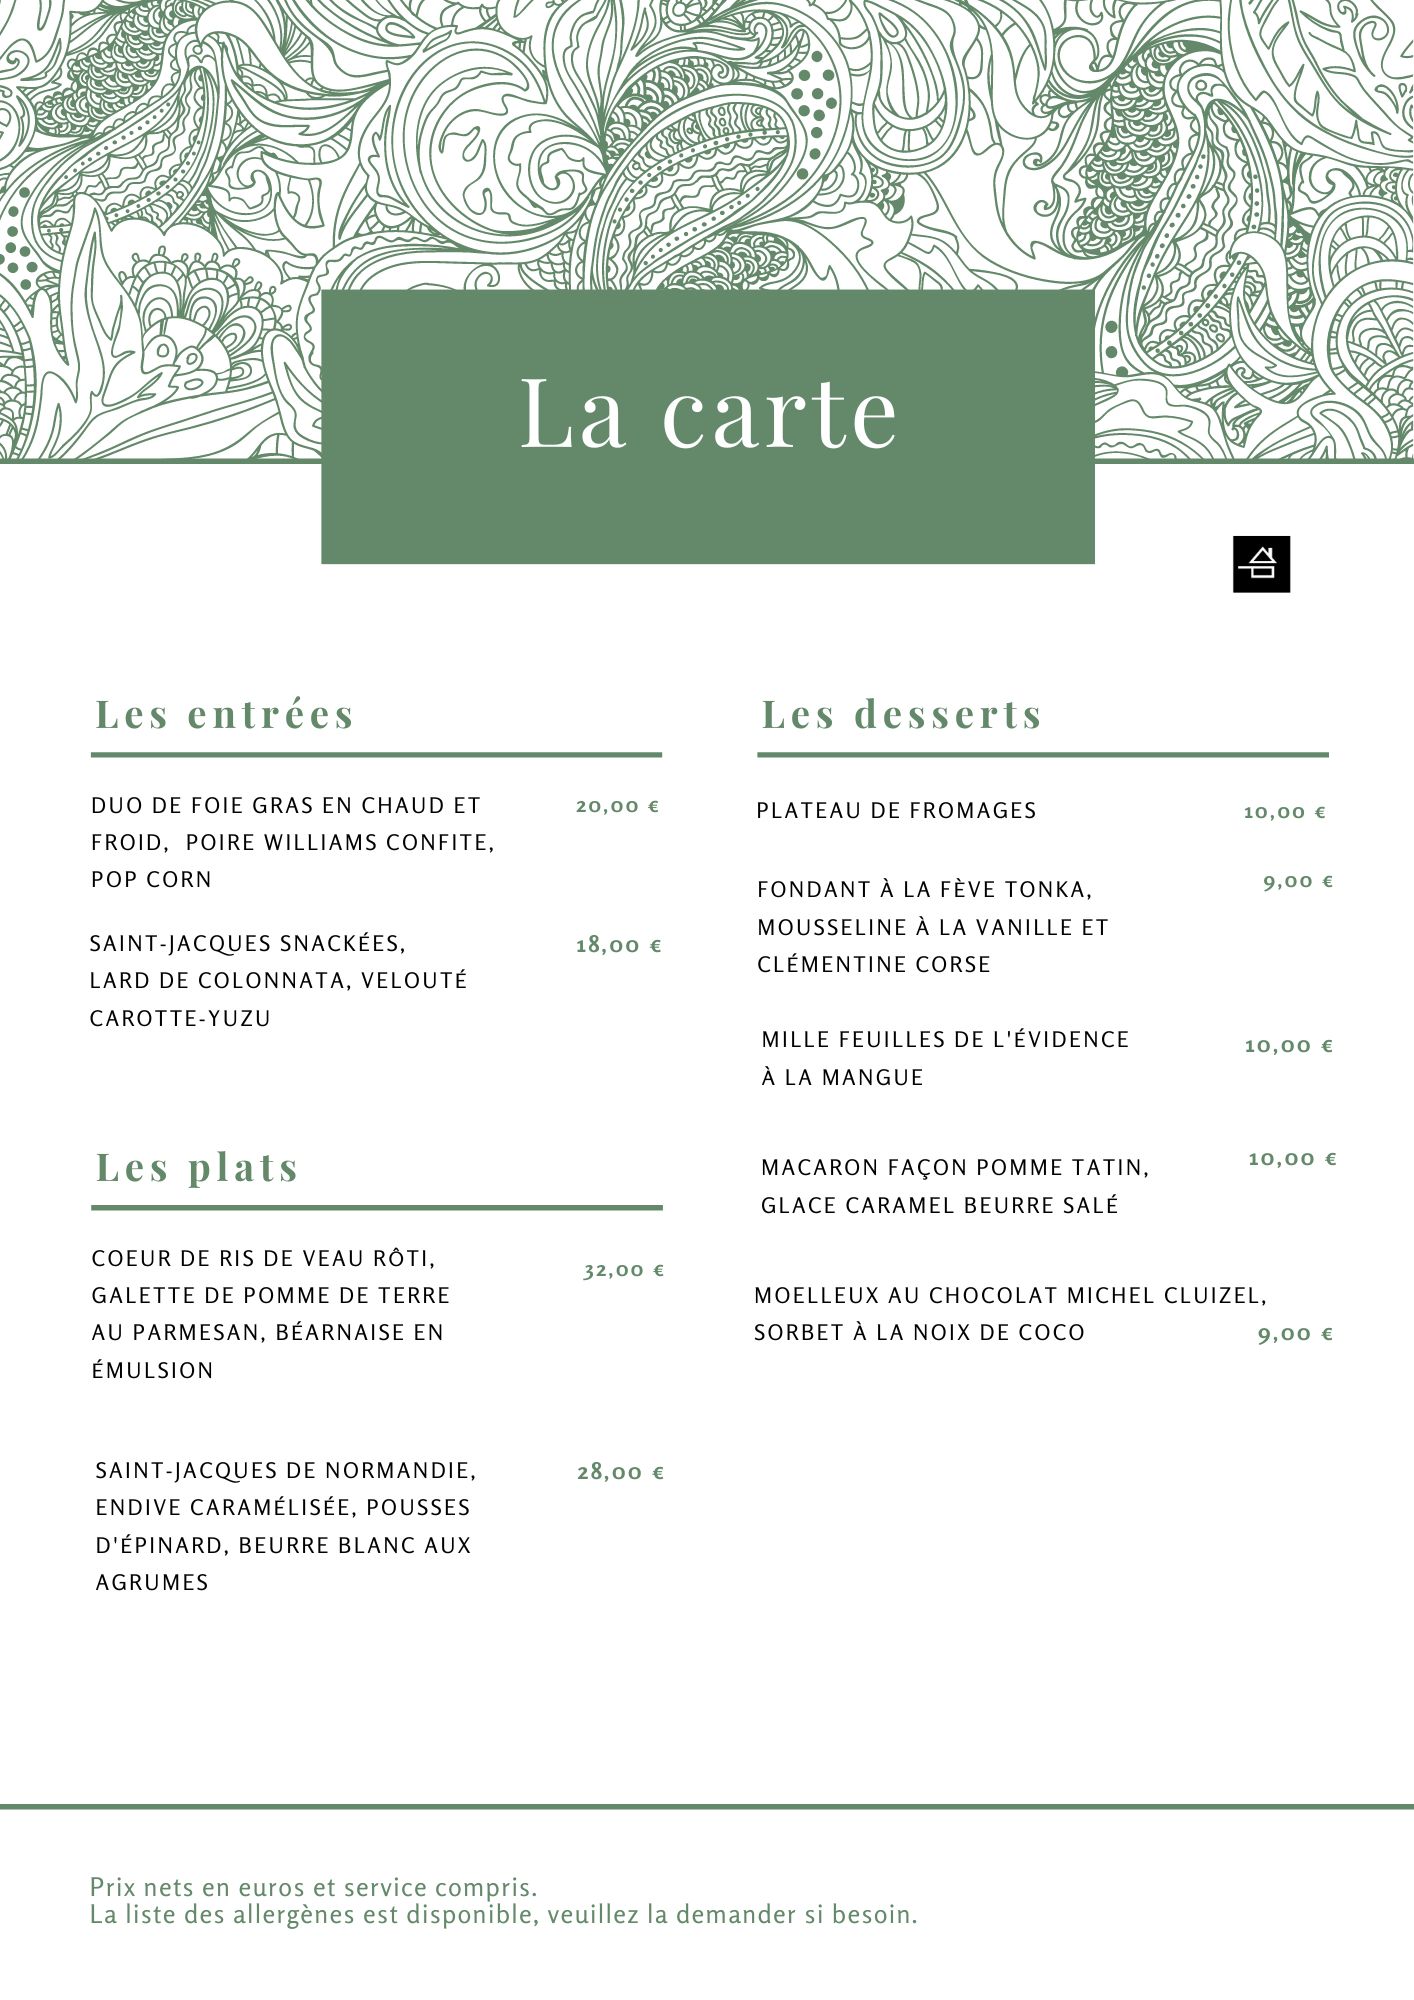 La carte
Les entrées
DUO DE FOIE GRAS EN CHAUD ET 20,00 €
FROID, POIRE WILLIAMS CONFITE,
POP CORN
SAINT-JACQUES SNACKÉES, 18,00 €
LARD DE COLONNATA, VELOUTÉ
CAROTTE-YUZU
Les plats
COEUR DE RIS DE VEAU RÔTI, 32,00 €
GALETTE DE POMME DE TERRE
AU PARMESAN, BÉARNAISE EN
ÉMULSION
SAINT-JACQUES DE NORMANDIE, 28,00 €
ENDIVE CARAMÉLISÉE, POUSSES
D'ÉPINARD, BEURRE BLANC AUX
AGRUMES
Les desserts
PLATEAU DE FROMAGES 10,00 €
FONDANT À LA FÈVE TONKA, 9,00 €
MOUSSELINE À LA VANILLE ET
CLÉMENTINE CORSE
MILLE FEUILLES DE L'ÉVIDENCE 10,00 €
À LA MANGUE
MACARON FAÇON POMME TATIN, 10,00 €
GLACE CARAMEL BEURRE SALÉ
MOELLEUX AU CHOCOLAT MICHEL CLUIZEL,
SORBET À LA NOIX DE COCO 9,00 €
Prix nets en euros et service compris.
La liste des allergènes est disponible, veuillez la demander si besoin.